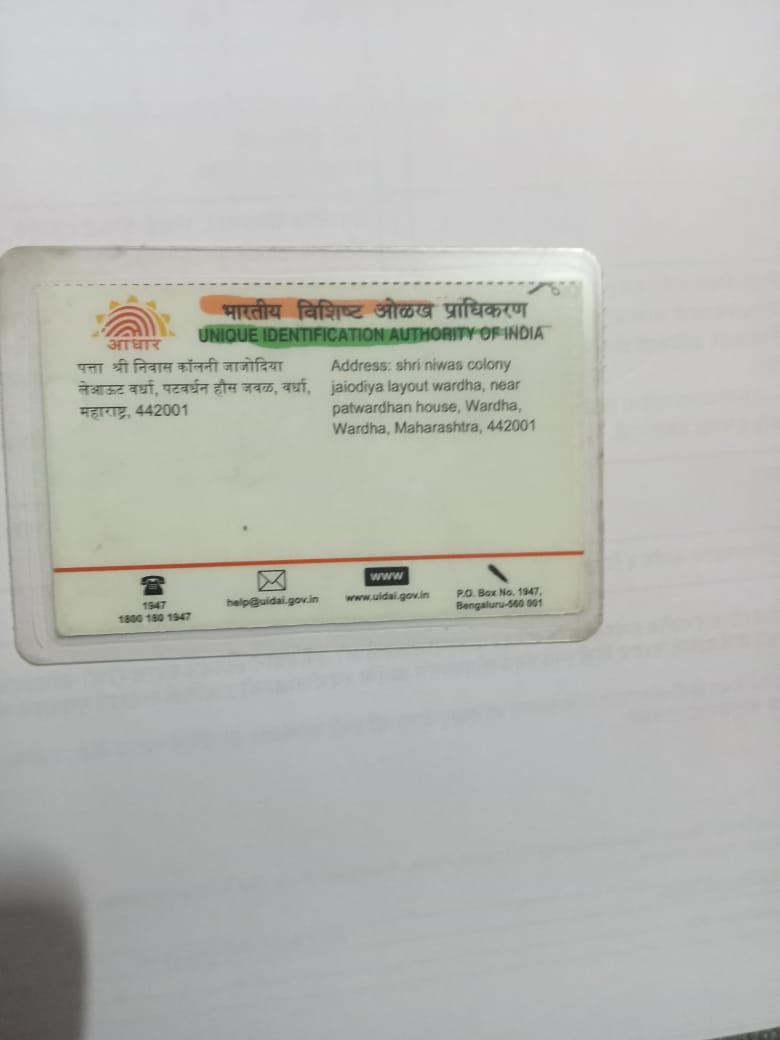 भारतीय विशिष्ट ओळख प्राधिकरण
UNIQUE IDENTIFICATION AUTHORITY OF INDIA
आधार
पत्ता श्री निवास कॉलनी जाजोदिया
लेआऊट वर्धा, पटवर्धन हौस जवळ, वर्धा,
महाराष्ट्र, 442001
Address: shri niwas colony
jaiodiya layout wardha, near
patwardhan house, Wardha,
Wardha, Maharashtra, 442001
1947
1800 180 1947
help@uidai.gov.in
WWW
www.uidai.gov.in
P.O. Box No. 1947,
Bengaluru-560 001